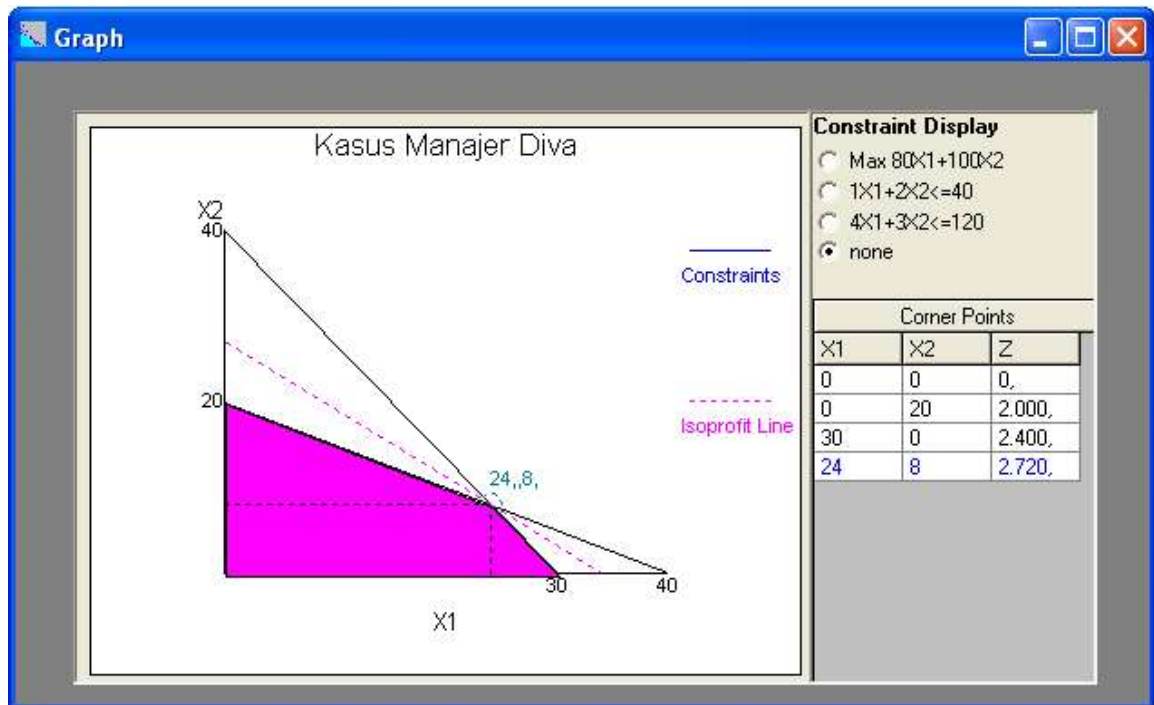 Graph
Kasus Manajer Diva
X2
40
20
24,,8,
30
40
X1
Constraints
Isoprofit Line
Constraint Display
Max 80X1+100X2
1X1+2X2<=40
4X1+3X2<=120
none
Corner Points
X1 X2 Z
0 0 0,
0 20 2.000,
30 0 2.400,
24 8 2.720,